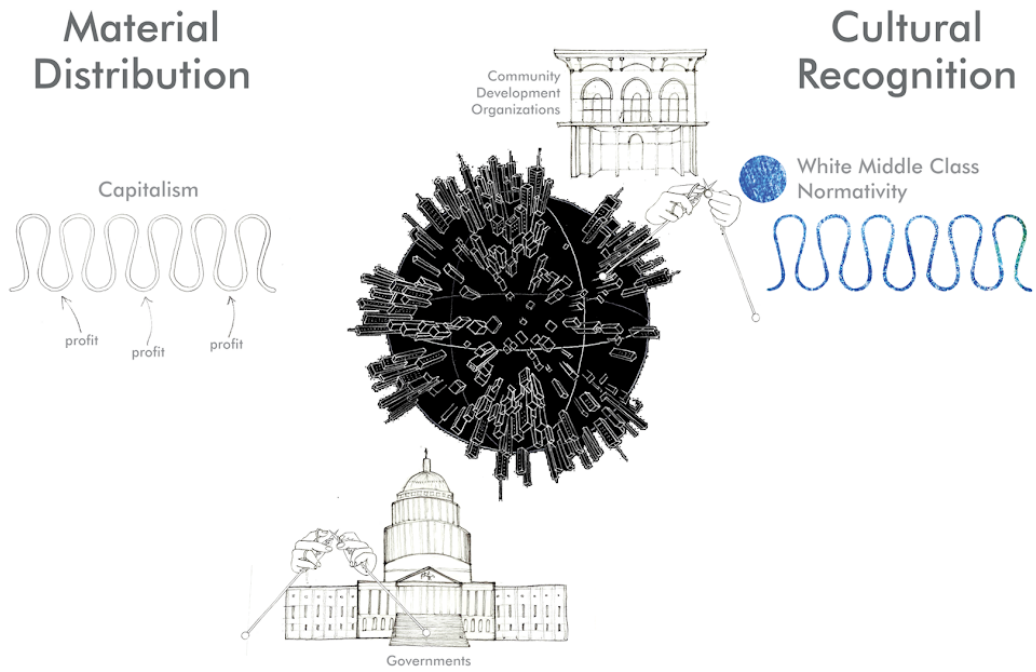 Material
Distribution
Cultural
Recognition
Community
Development
Organizations
White Middle Class
Normativity
Capitalism
profit
profit
profit
Governments